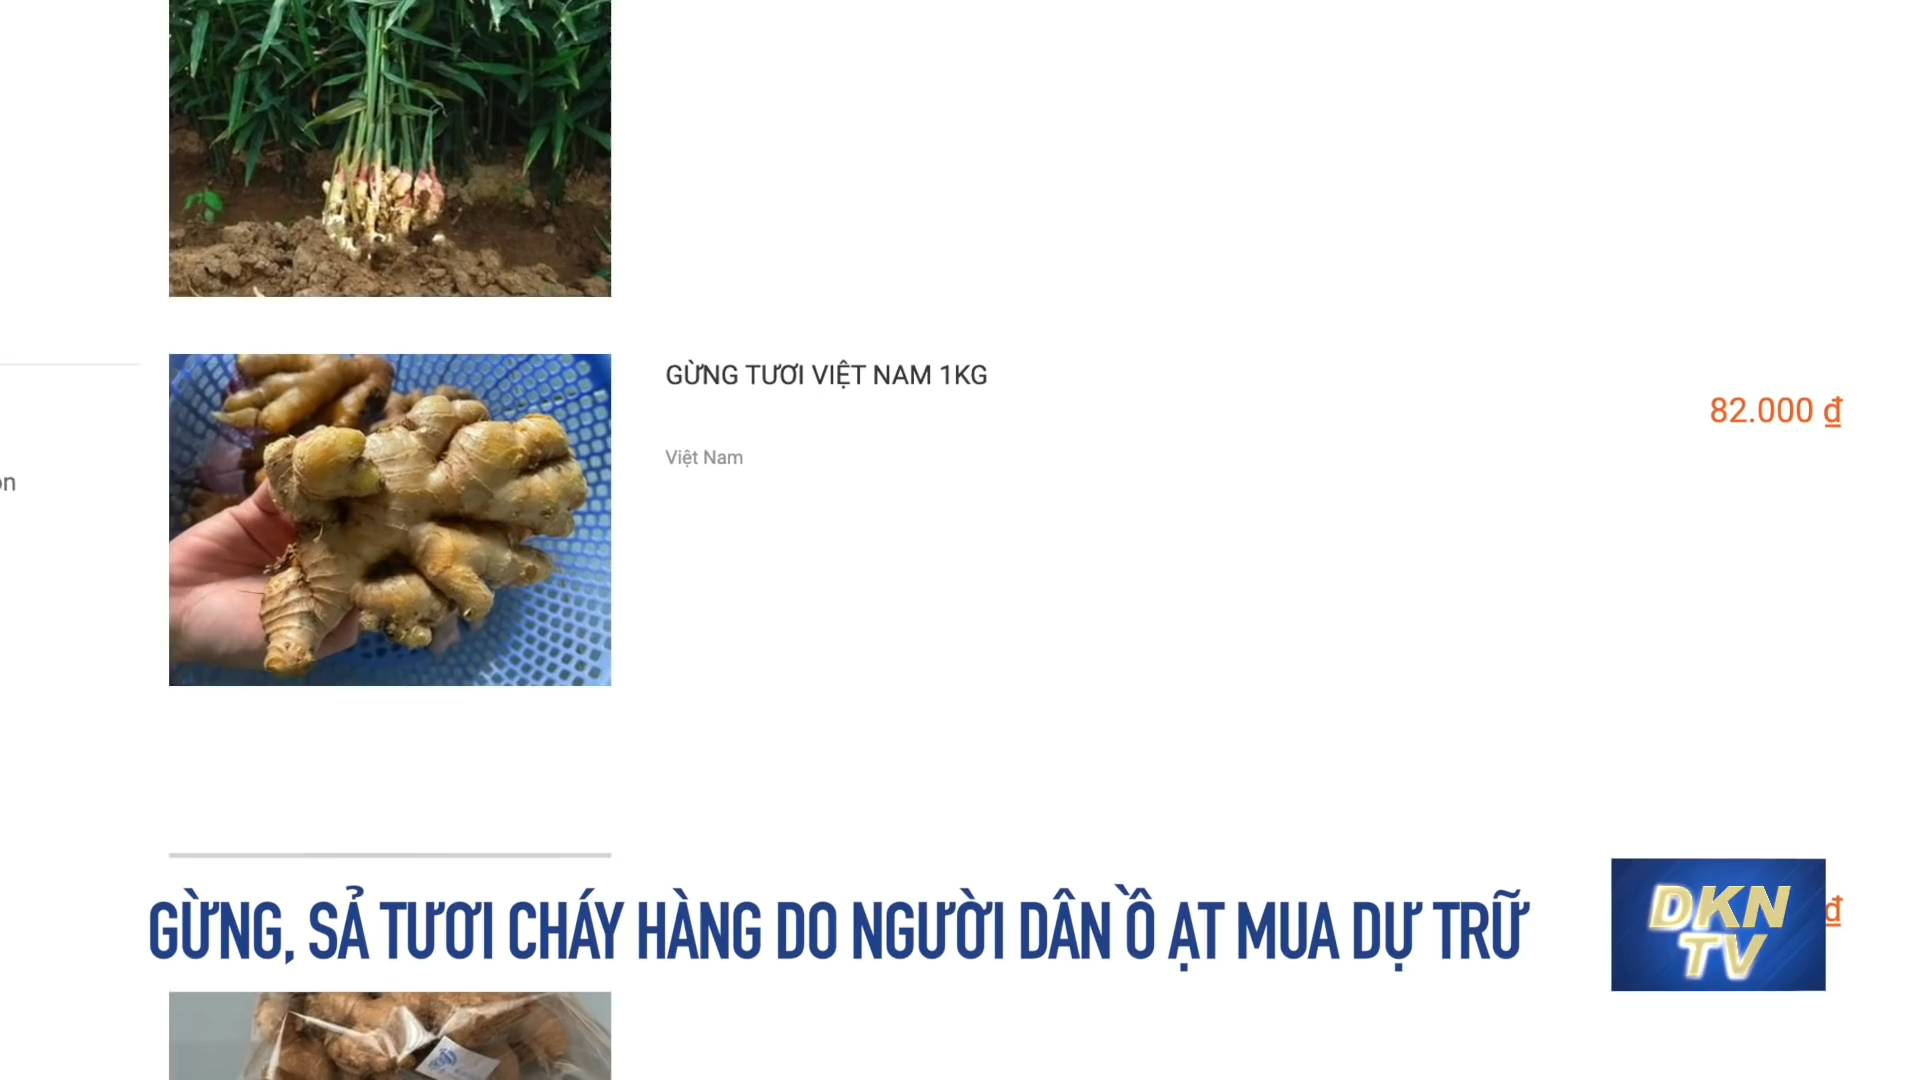 GỪNG TƯƠI VIỆT NAM 1KG
82.000 ₫
Việt Nam
ọn
₫
GỪNG, SẢ TƯƠI CHÁY HÀNG DO NGƯỜI DÂN Ồ ẠT MUA DỰ TRỮ
DKN
TV